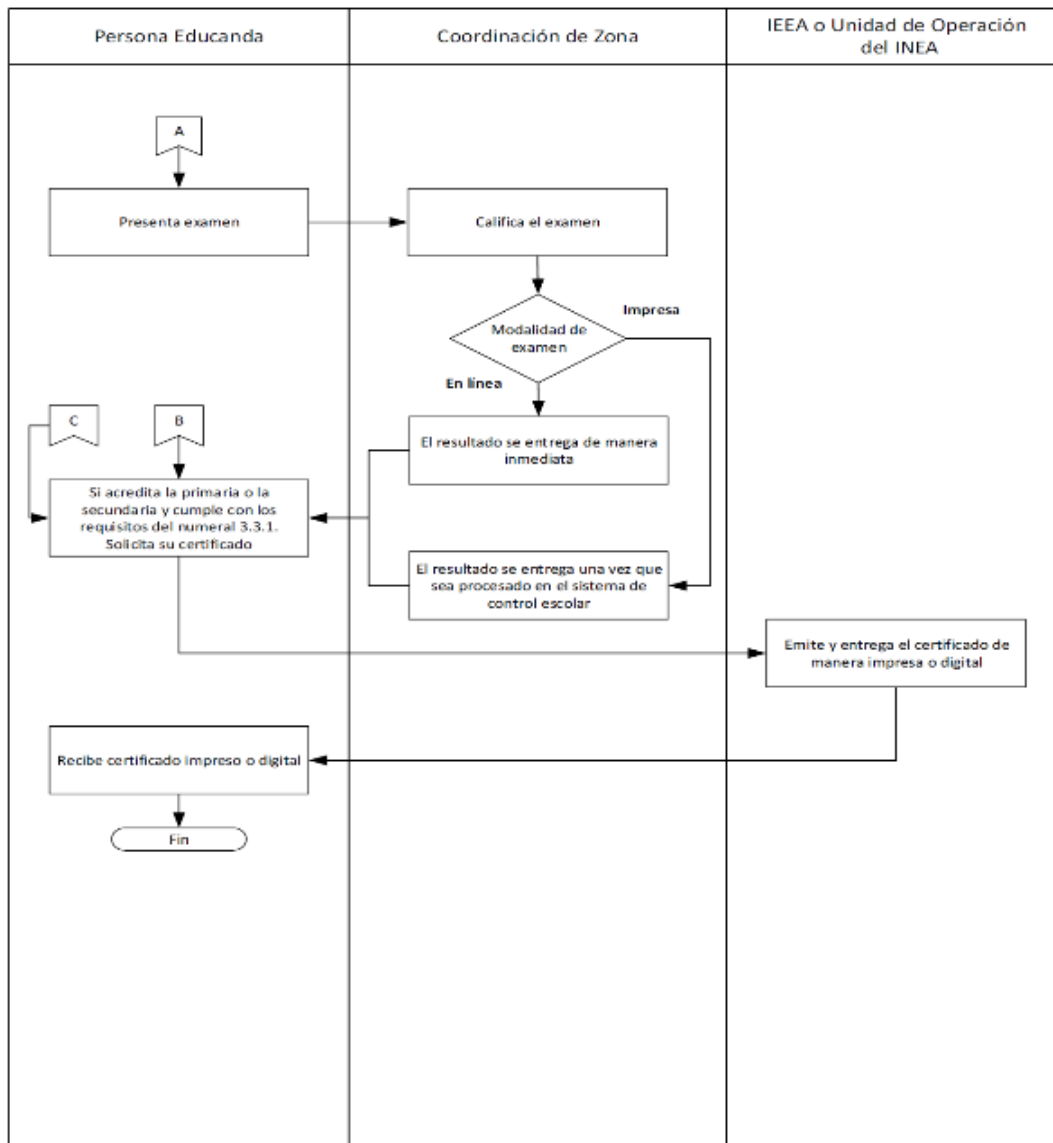 Persona Educanda
Coordinación de Zona
IEEA o Unidad de Operación
del INEA
A
Presenta examen
Califica el examen
Impresa
Modalidad de
examen
En línea
C
B
El resultado se entrega de manera
inmediata
Si acredita la primaria o la
secundaria y cumple con los
requisitos del numeral 3.3.1.
Solicita su certificado
El resultado se entrega una vez que
sea procesado en el sistema de
control escolar
Emite y entrega el certificado de
manera impresa o digital
Recibe certificado impreso o digital
Fin